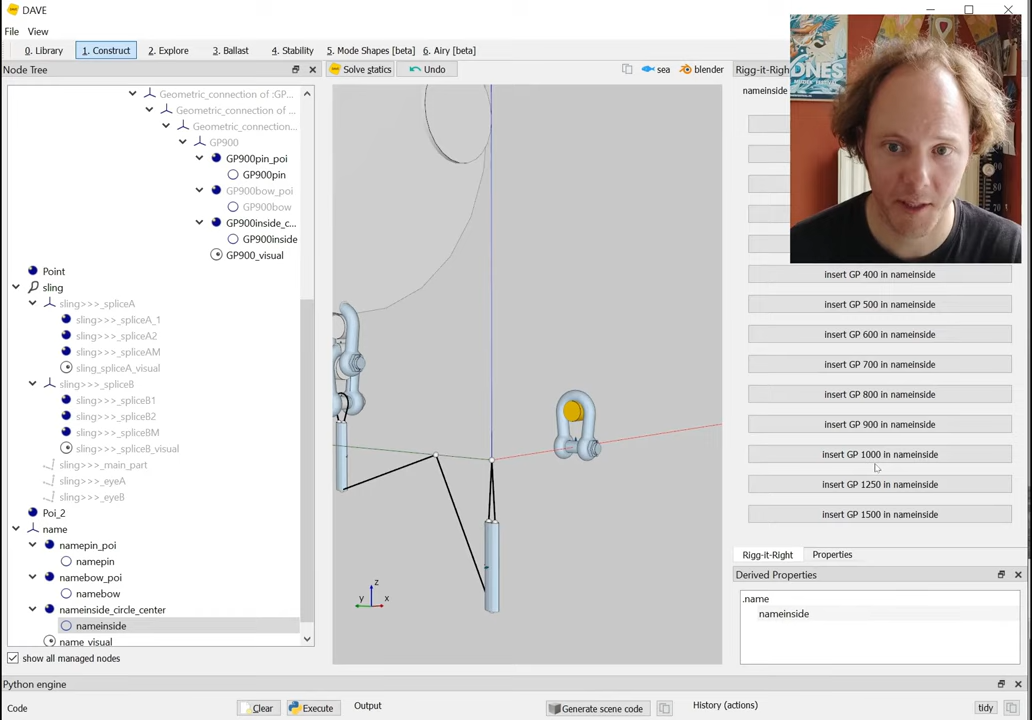 DAVE
File View
0. Library 1. Construct 2. Explore 3. Ballast 4. Stability 5. Mode Shapes [beta] 6. Airy [beta]
Node Tree
Solve statics Undo sea blender
Rigg-it-Right
Geometric_connection of :GP...
Geometric_connection of ...
Geometric_connection...
GP900
GP900pin_poi
GP900pin
GP900bow_poi
GP900bow
GP900inside_c...
GP900inside
GP900_visual
Point
sling
sling>>>_spliceA
sling>>>_spliceA_1
sling>>>_spliceA2
sling>>>_spliceAM
sling_spliceA_visual
sling>>>_spliceB
sling>>>_spliceB1
sling>>>_spliceB2
sling>>>_spliceBM
sling>>>_spliceB_visual
sling>>>_main_part
sling>>>_eyeA
sling>>>_eyeB
Poi_2
name
namepin_poi
namepin
namebow_poi
namebow
nameinside_circle_center
nameinside
name_visual
show all managed nodes
z
y
x
nameinside
insert GP 400 in nameinside
insert GP 500 in nameinside
insert GP 600 in nameinside
insert GP 700 in nameinside
insert GP 800 in nameinside
insert GP 900 in nameinside
insert GP 1000 in nameinside
insert GP 1250 in nameinside
insert GP 1500 in nameinside
Rigg-it-Right Properties
Derived Properties
.name
nameinside
Python engine
Code Clear Execute Output Generate scene code History (actions) tidy